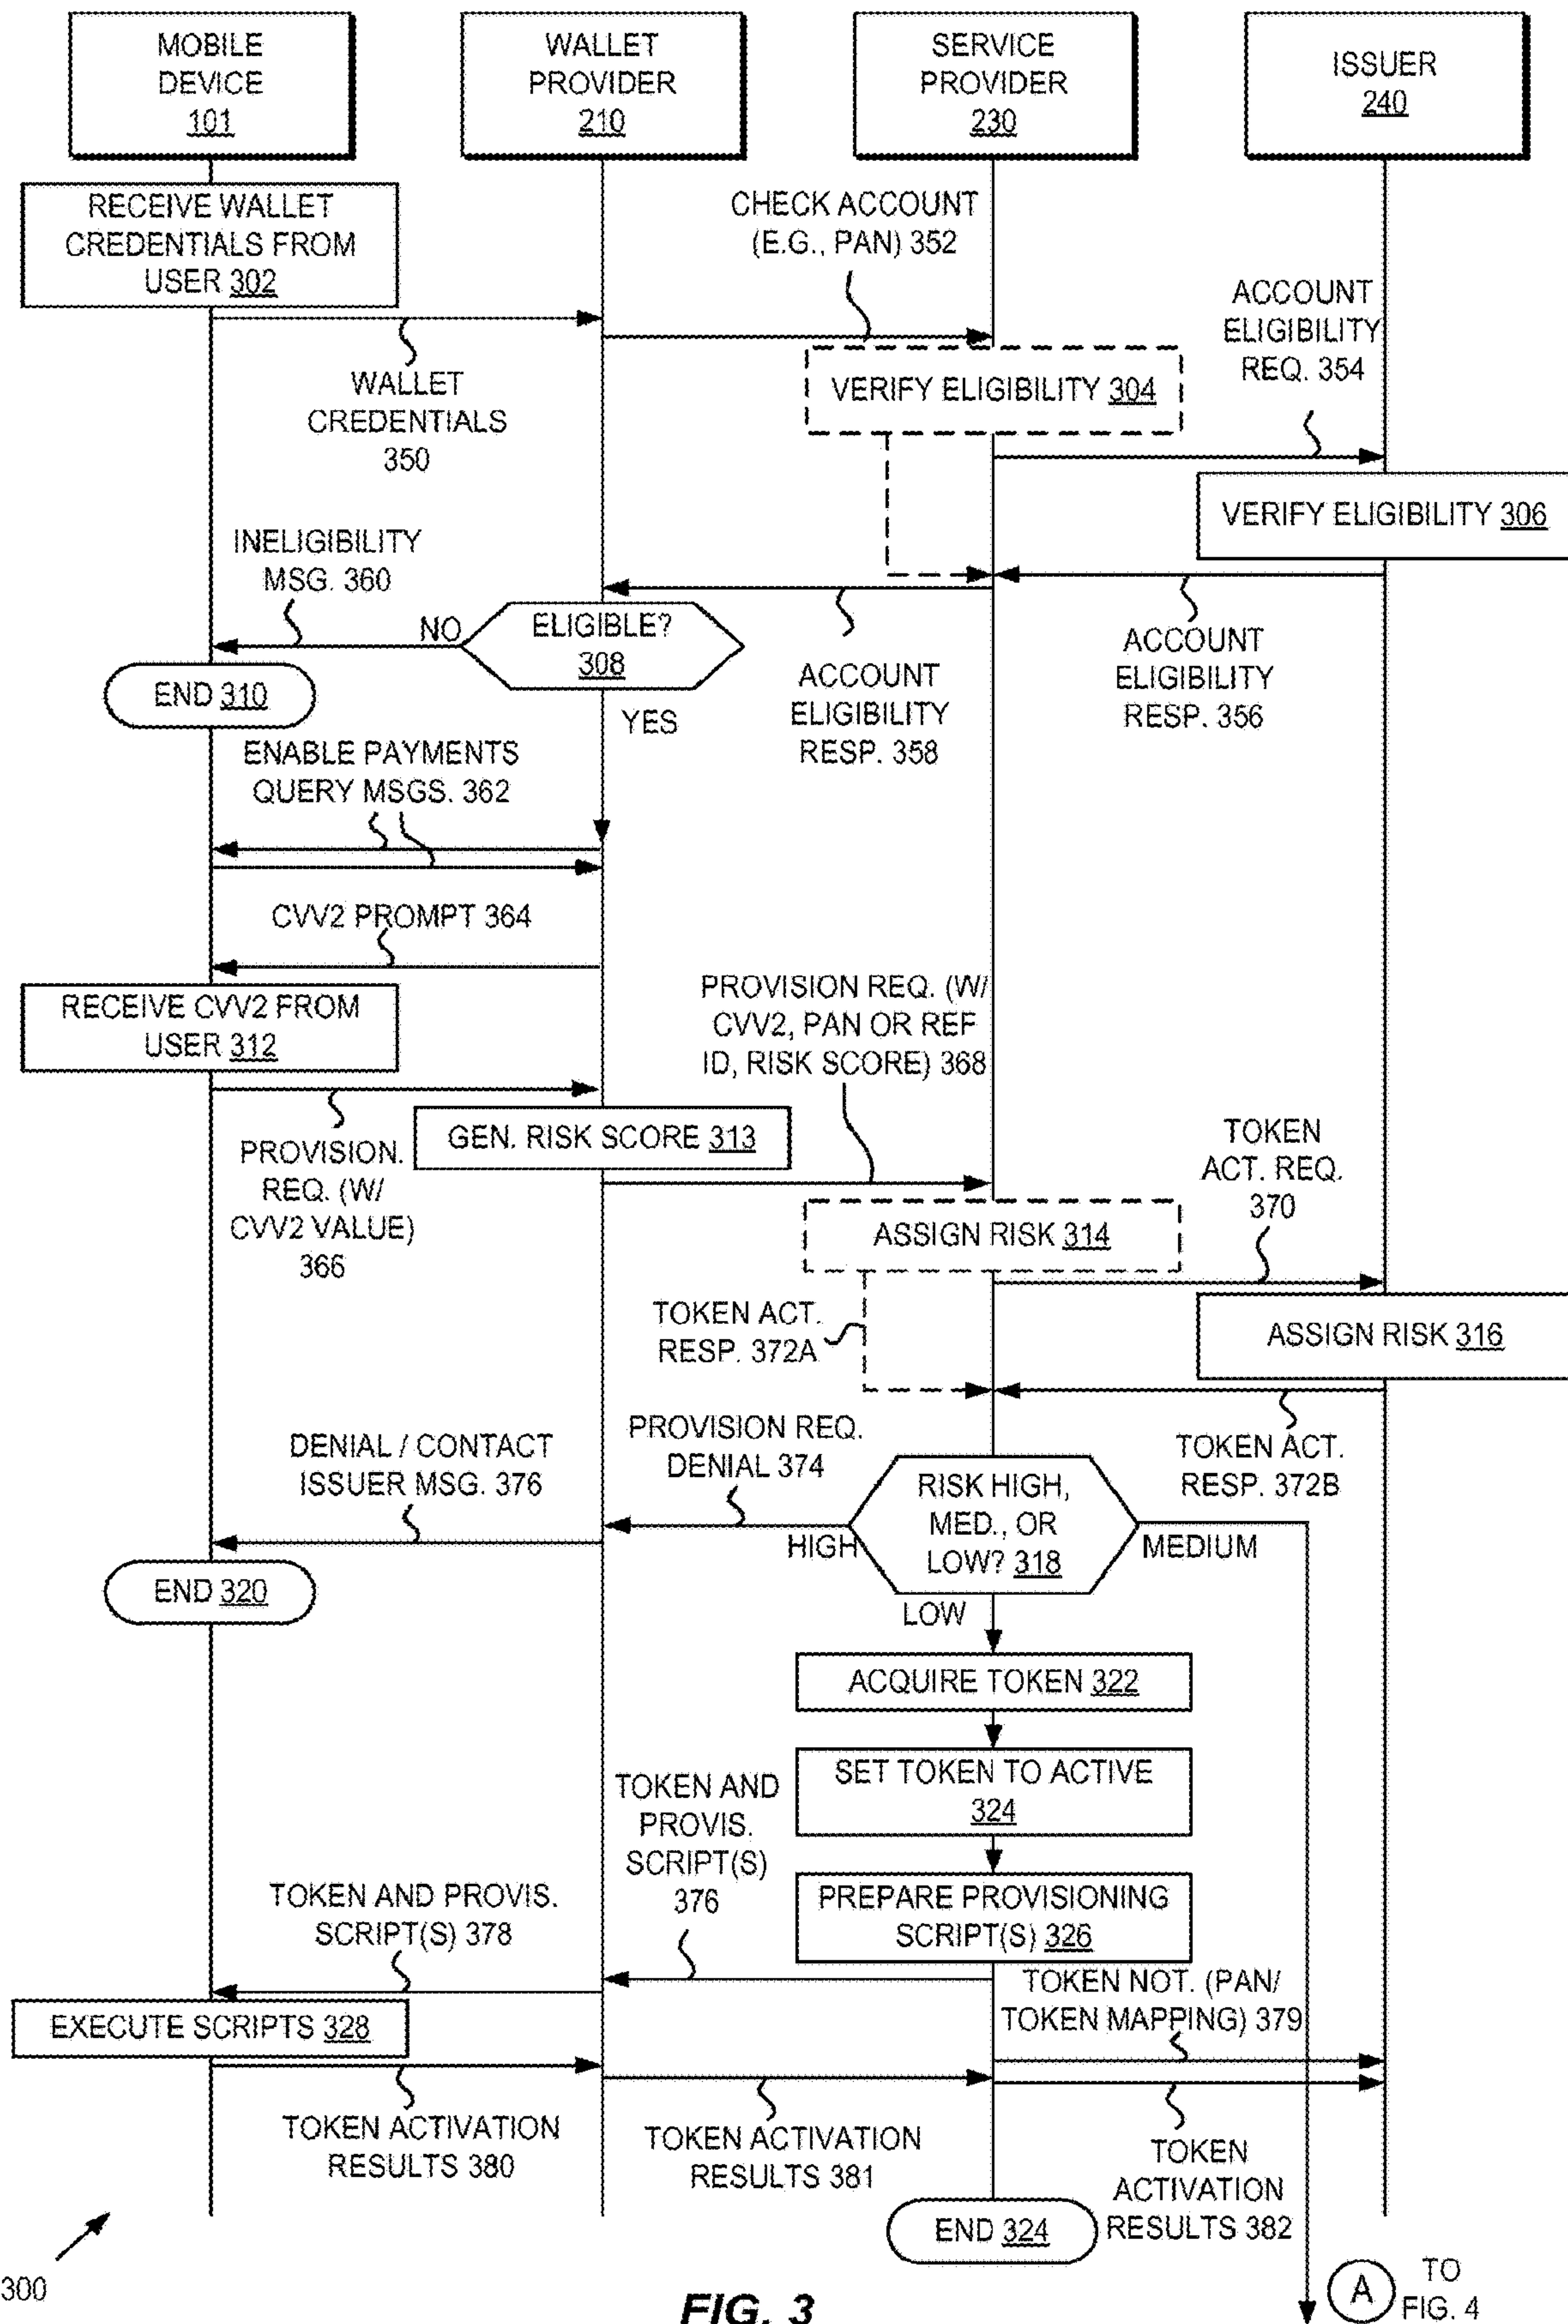 MOBILE
DEVICE
101
WALLET
PROVIDER
210
SERVICE
PROVIDER
230
ISSUER
240
RECEIVE WALLET
CREDENTIALS FROM
USER 302
CHECK ACCOUNT
(E.G., PAN) 352
WALLET
CREDENTIALS
350
VERIFY ELIGIBILITY 304
ACCOUNT
ELIGIBILITY
REQ. 354
VERIFY ELIGIBILITY 306
INELIGIBILITY
MSG. 360
NO
ELIGIBLE?
308
YES
END 310
ACCOUNT
ELIGIBILITY
RESP. 358
ACCOUNT
ELIGIBILITY
RESP. 356
ENABLE PAYMENTS
QUERY MSGS. 362
CVV2 PROMPT 364
RECEIVE CVV2 FROM
USER 312
PROVISION REQ. (W/
CVV2, PAN OR REF
ID, RISK SCORE) 368
PROVISION.
REQ. (W/
CVV2 VALUE)
366
GEN. RISK SCORE 313
ASSIGN RISK 314
TOKEN
ACT. REQ.
370
TOKEN ACT.
RESP. 372A
ASSIGN RISK 316
TOKEN ACT.
RESP. 372B
DENIAL / CONTACT
ISSUER MSG. 376
PROVISION REQ.
DENIAL 374
RISK HIGH,
MED., OR
LOW? 318
HIGH
MEDIUM
LOW
END 320
ACQUIRE TOKEN 322
SET TOKEN TO ACTIVE
324
PREPARE PROVISIONING
SCRIPT(S) 326
TOKEN AND
PROVIS.
SCRIPT(S)
376
TOKEN AND PROVIS.
SCRIPT(S) 378
EXECUTE SCRIPTS 328
TOKEN NOT. (PAN/
TOKEN MAPPING) 379
TOKEN ACTIVATION
RESULTS 380
TOKEN ACTIVATION
RESULTS 381
TOKEN
ACTIVATION
RESULTS 382
END 324
300
FIG. 3
A
TO
FIG. 4